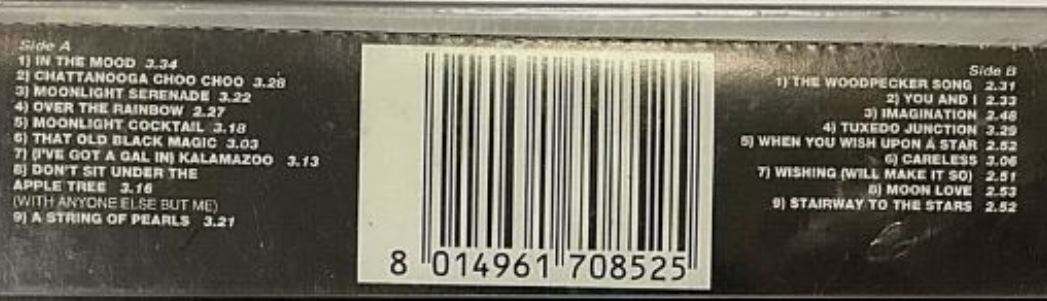 Side A
1) IN THE MOOD 3.34
2) CHATTANOOGA CHOO CHOO 3.28
3) MOONLIGHT SERENADE 3.22
4) OVER THE RAINBOW 2.27
5) MOONLIGHT COCKTAIL 3.18
6) THAT OLD BLACK MAGIC 3.03
7) (I'VE GOT A GAL IN) KALAMAZOO 3.13
8) DON'T SIT UNDER THE
APPLE TREE 3.16
(WITH ANYONE ELSE BUT ME)
9) A STRING OF PEARLS 3.21
8 014961 708525
Side B
1) THE WOODPECKER SONG 2.31
2) YOU AND I 2.33
3) IMAGINATION 2.48
4) TUXEDO JUNCTION 3.29
5) WHEN YOU WISH UPON A STAR 2.52
6) CARELESS 3.06
7) WISHING (WILL MAKE IT SO) 2.51
8) MOON LOVE 2.53
9) STAIRWAY TO THE STARS 2.52